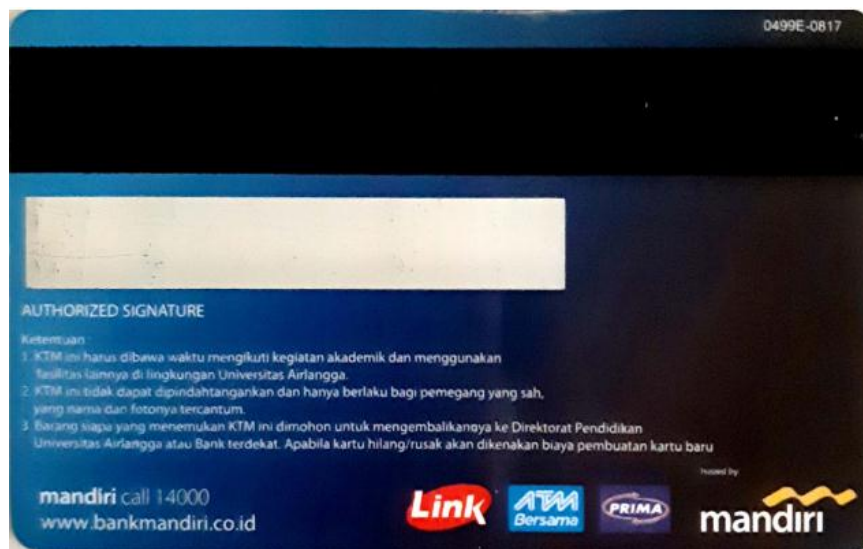 0499E-0817
AUTHORIZED SIGNATURE
Ketentuan :
1. KTM ini harus dibawa waktu mengikuti kegiatan akademik dan menggunakan
fasilitas lainnya di lingkungan Universitas Airlangga.
2. KTM ini tidak dapat dipindahtangankan dan hanya berlaku bagi pemegang yang sah,
yang nama dan fotonya tercantum.
3. Barang siapa yang menemukan KTM ini dimohon untuk mengembalikannya ke Direktorat Pendidikan
Universitas Airlangga atau Bank terdekat. Apabila kartu hilang/rusak akan dikenakan biaya pembuatan kartu baru
hosted by
mandiri call 14000
www.bankmandiri.co.id
Link
ATM
Bersama
PRIMA
mandiri